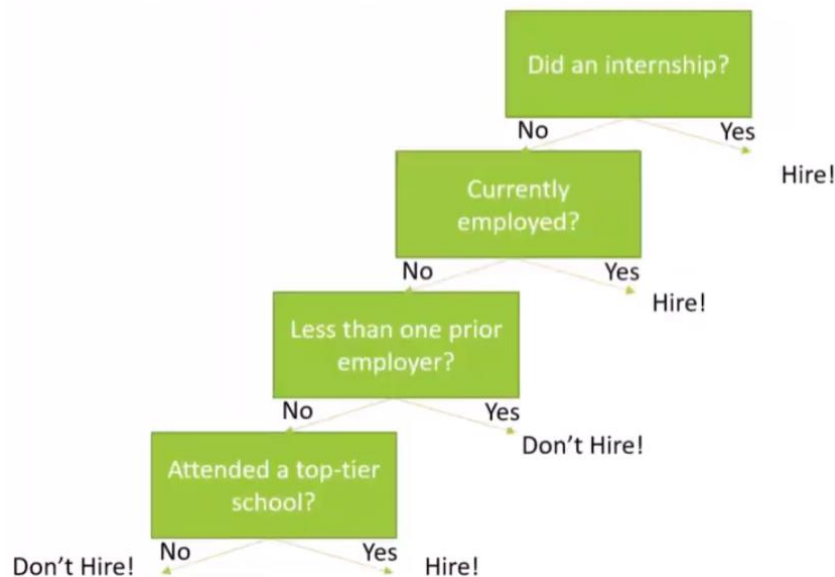 Did an internship?
No
Yes
Hire!
Currently
employed?
No
Yes
Hire!
Less than one prior
employer?
No
Yes
Don't Hire!
Attended a top-tier
school?
No
Yes
Don't Hire!
Hire!